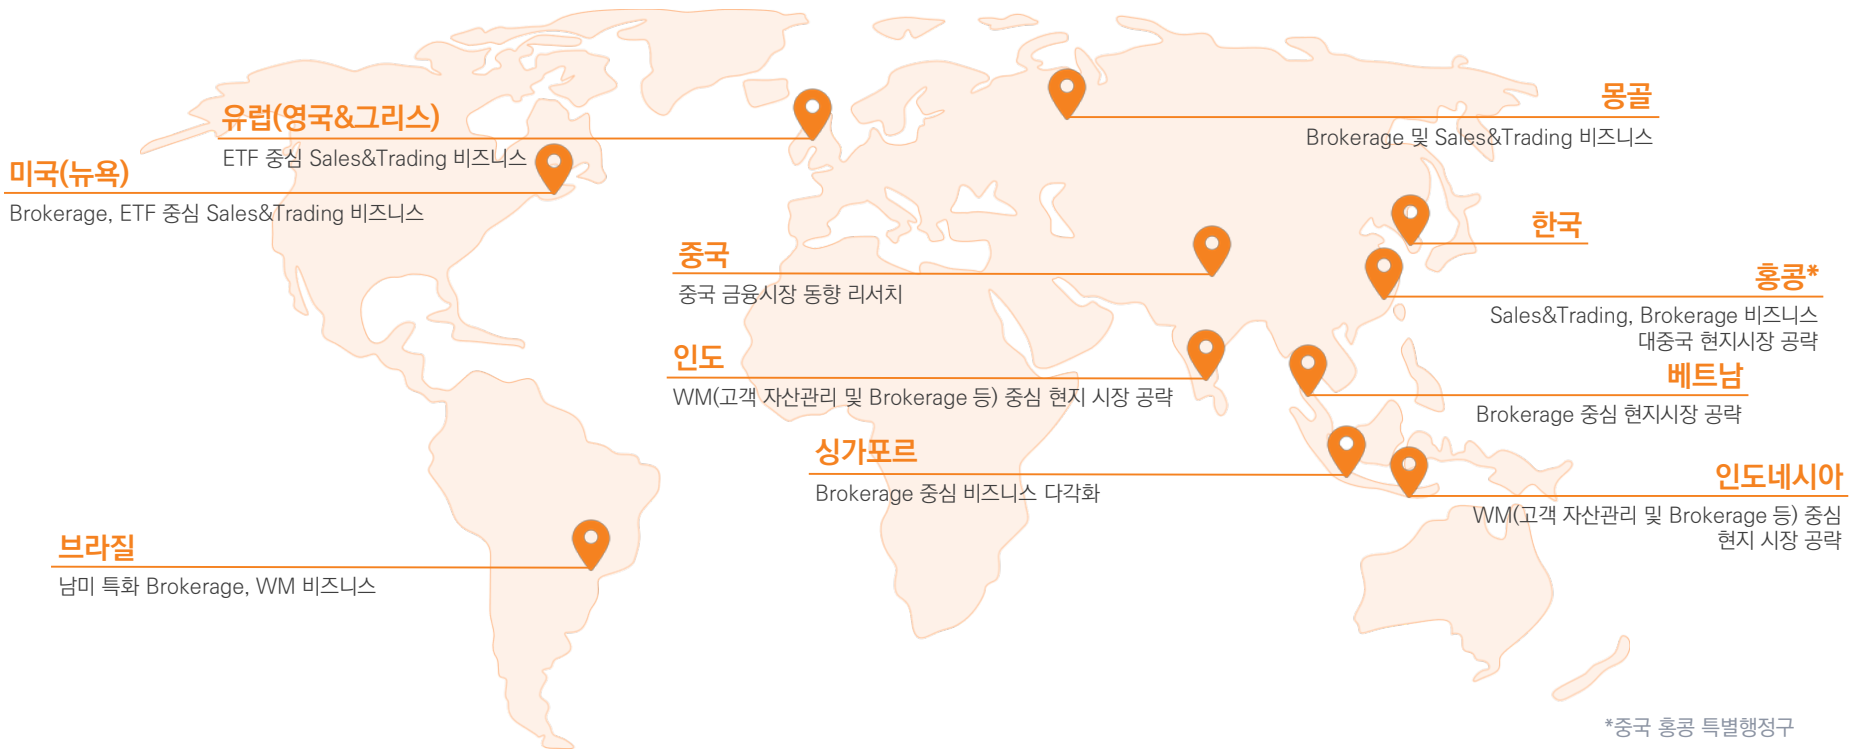 유럽(영국&그리스)
ETF 중심 Sales&Trading 비즈니스
미국(뉴욕)
Brokerage, ETF 중심 Sales&Trading 비즈니스
몽골
Brokerage 및 Sales&Trading 비즈니스
한국
중국
중국 금융시장 동향 리서치
홍콩*
Sales&Trading, Brokerage 비즈니스
대중국 현지시장 공략
인도
WM(고객 자산관리 및 Brokerage 등) 중심 현지 시장 공략
베트남
Brokerage 중심 현지시장 공략
싱가포르
Brokerage 중심 비즈니스 다각화
인도네시아
WM(고객 자산관리 및 Brokerage 등) 중심
현지 시장 공략
브라질
남미 특화 Brokerage, WM 비즈니스
*중국 홍콩 특별행정구